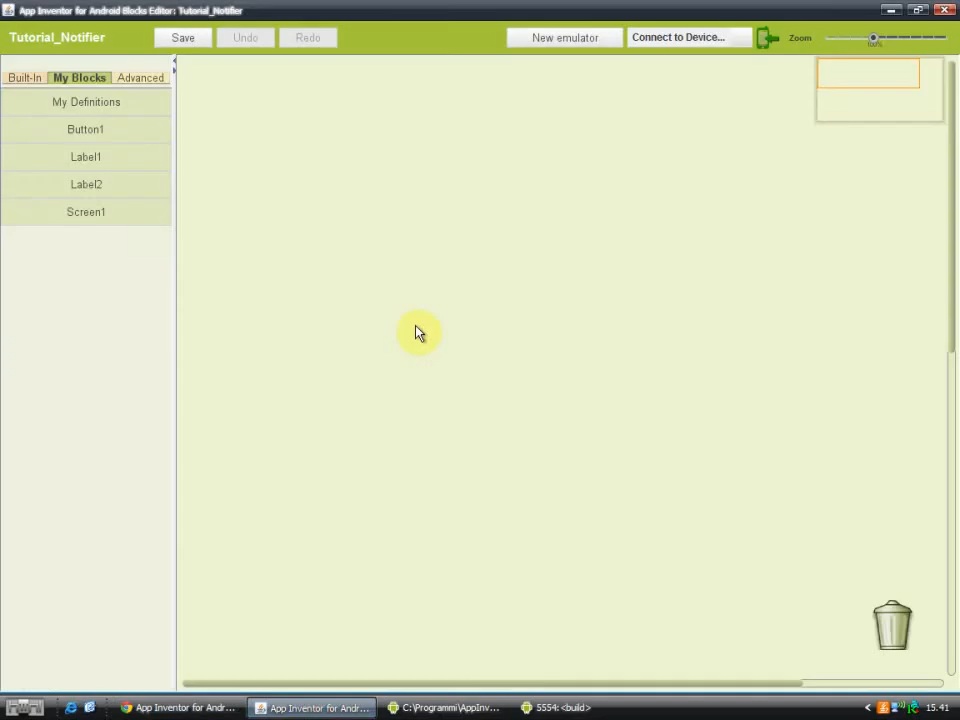 App Inventor for Android Blocks Editor: Tutorial_Notifier
Tutorial_Notifier
Save
Undo
Redo
New emulator
Connect to Device...
Zoom
100%
Built-In
My Blocks
Advanced
My Definitions
Button1
Label1
Label2
Screen1
App Inventor for Andr...
App Inventor for Andr...
C:\Programmi\AppInv...
5554:<build>
15.41